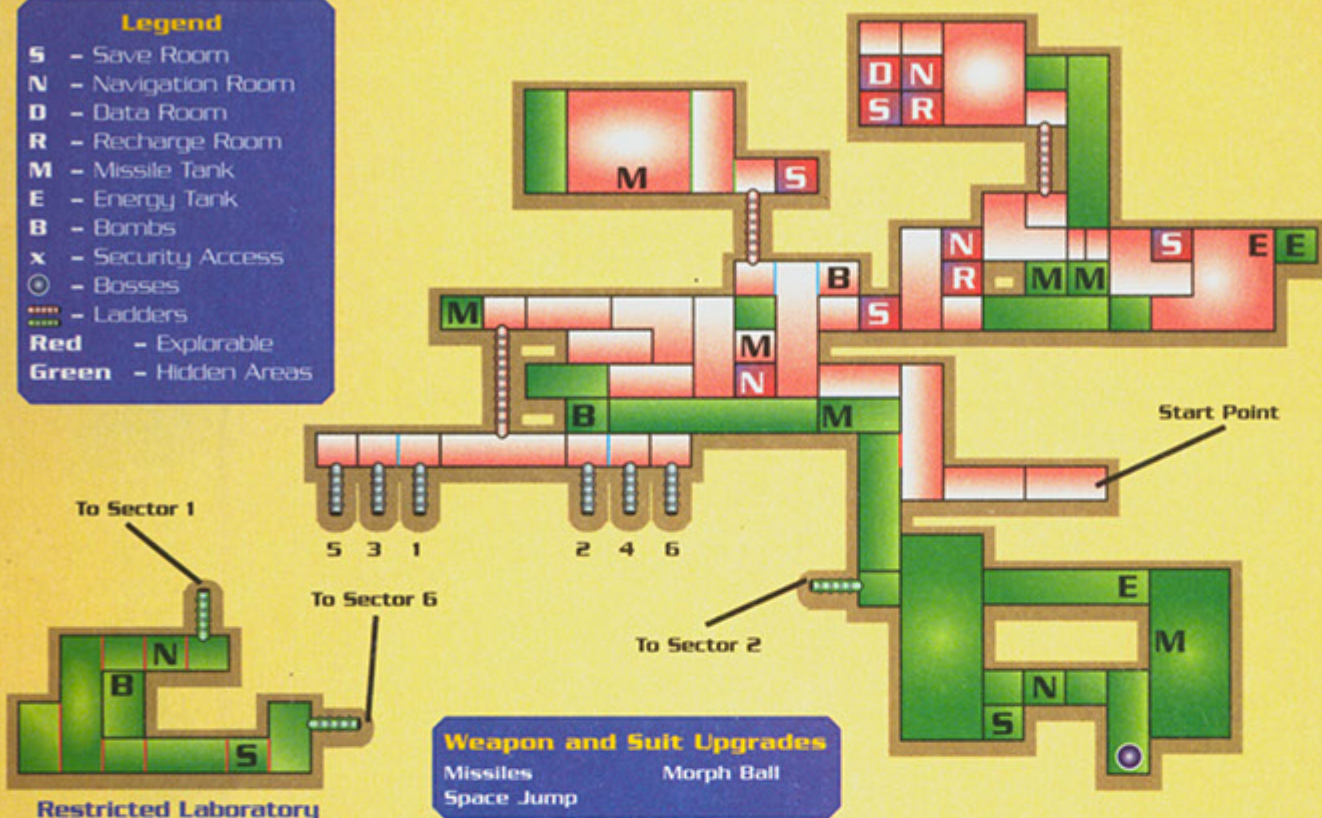 Legend
S - Save Room
N - Navigation Room
D - Data Room
R - Recharge Room
M - Missile Tank
E - Energy Tank
B - Bombs
x - Security Access
- Bosses
- Ladders
Red - Explorable
Green - Hidden Areas
D N
S R
M
S
N
S
E
E
B
R
M
M
M
S
M
N
B
M
Start Point
5 3 1 2 4 6
To Sector 1
To Sector 6
To Sector 2
E
N
M
B
N
S
S
Weapon and Suit Upgrades
Missiles Morph Ball
Space Jump
Restricted Laboratory